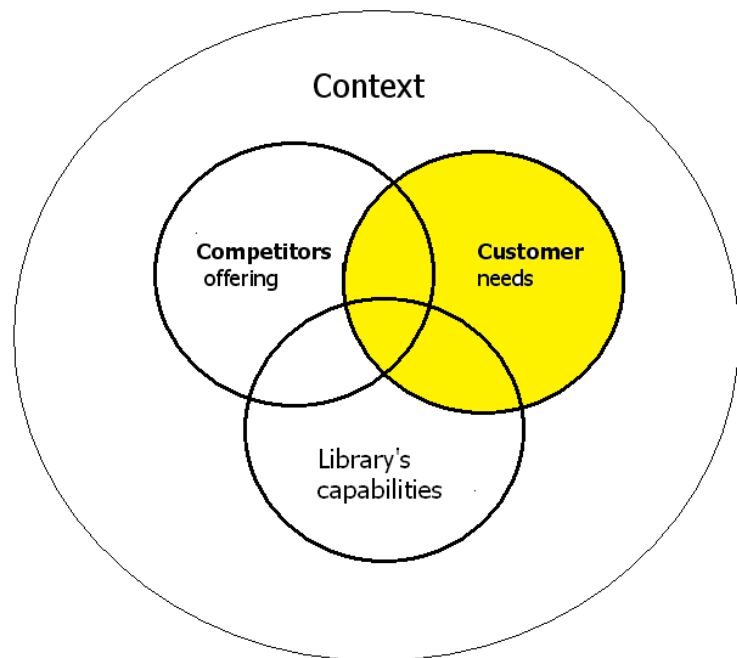 Context
Competitors
offering
Customer
needs
Library's
capabilities